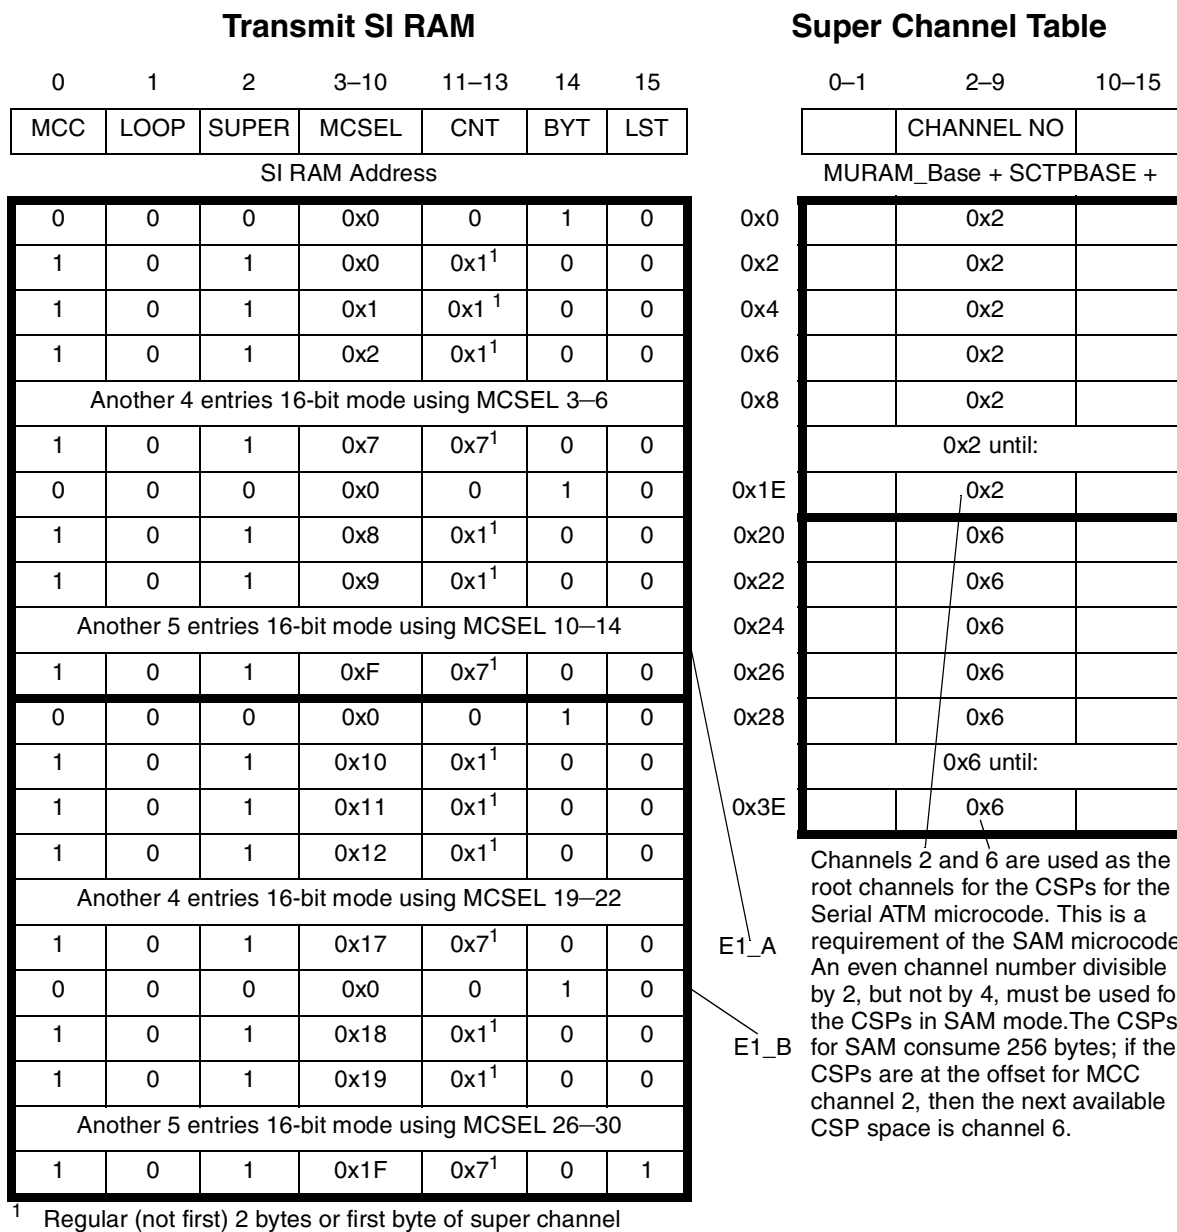 Transmit SI RAM
0 1 2 3–10 11–13 14 15
MCC LOOP SUPER MCSEL CNT BYT LST
SI RAM Address
0 0 0 0x0 0 1 0
1 0 1 0x0 0x1¹ 0 0
1 0 1 0x1 0x1 ¹ 0 0
1 0 1 0x2 0x1¹ 0 0
Another 4 entries 16-bit mode using MCSEL 3–6
1 0 1 0x7 0x7¹ 0 0
0 0 0 0x0 0 1 0
1 0 1 0x8 0x1¹ 0 0
1 0 1 0x9 0x1¹ 0 0
Another 5 entries 16-bit mode using MCSEL 10–14
1 0 1 0xF 0x7¹ 0 0
0 0 0 0x0 0 1 0
1 0 1 0x10 0x1¹ 0 0
1 0 1 0x11 0x1¹ 0 0
1 0 1 0x12 0x1¹ 0 0
Another 4 entries 16-bit mode using MCSEL 19–22
1 0 1 0x17 0x7¹ 0 0
0 0 0 0x0 0 1 0
1 0 1 0x18 0x1¹ 0 0
1 0 1 0x19 0x1¹ 0 0
Another 5 entries 16-bit mode using MCSEL 26–30
1 0 1 0x1F 0x7¹ 0 1
¹ Regular (not first) 2 bytes or first byte of super channel
E1_A
E1_B
Super Channel Table
0–1 2–9 10–15
CHANNEL NO
MURAM_Base + SCTPBASE +
0x0 0x2
0x2 0x2
0x4 0x2
0x6 0x2
0x8 0x2
0x2 until:
0x1E 0x2
0x20 0x6
0x22 0x6
0x24 0x6
0x26 0x6
0x28 0x6
0x6 until:
0x3E 0x6
Channels 2 and 6 are used as the
root channels for the CSPs for the
Serial ATM microcode. This is a
requirement of the SAM microcode
An even channel number divisible
by 2, but not by 4, must be used fo
the CSPs in SAM mode.The CSPs
for SAM consume 256 bytes; if the
CSPs are at the offset for MCC
channel 2, then the next available
CSP space is channel 6.